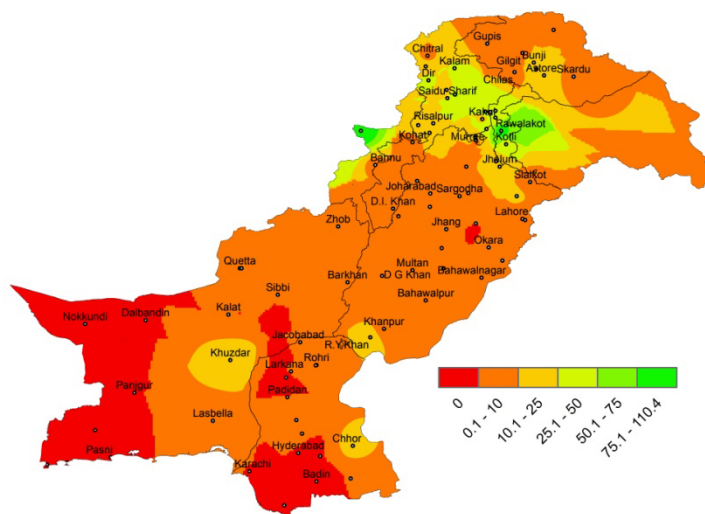 Gupis
Chitral
Bunji
Kalam
Gilgit
Astore
Dir
Chilas
Skardu
Saidu Sharif
Kakul
Risalpur
Rawalakot
Kohat
Murree
Kotli
Bannu
Jhelum
Sialkot
Joharabad
Sargodha
D.I. Khan
Lahore
Zhob
Jhang
Okara
Quetta
Multan
D G Khan
Bahawalnagar
Barkhan
Sibbi
Bahawalpur
Kalat
Dalbandin
Nokkundi
Khanpur
Jacobabad
R.Y.Khan
Khuzdar
Rohri
Larkana
Panjgur
Padidan
Lasbella
Pasni
Chhor
Hyderabad
Karachi
Badin
0
0.1 - 10
10.1 - 25
25.1 - 50
50.1 - 75
75.1 - 110.4